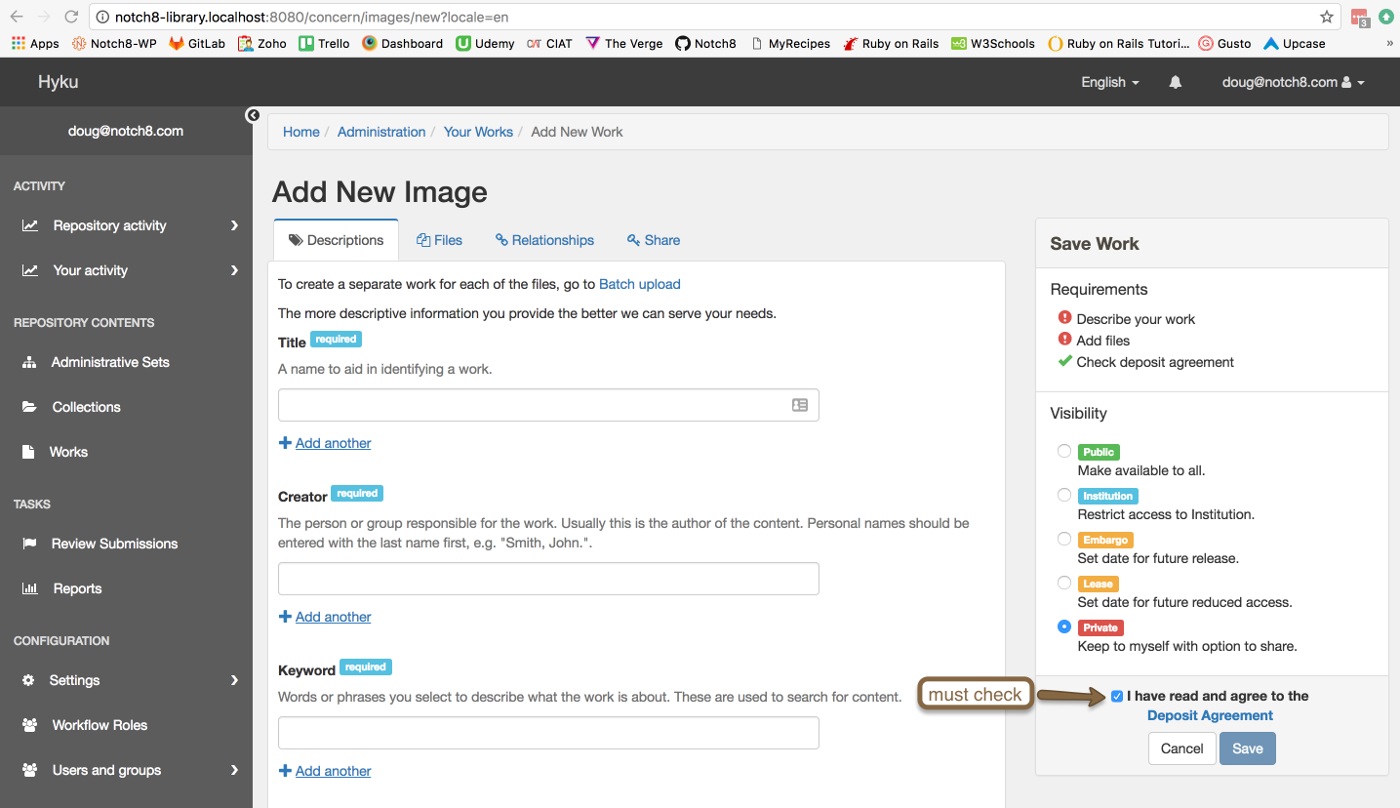 notch8-library.localhost:8080/concern/images/new?locale=en
3
Apps Notch8-WP GitLab Zoho Trello Dashboard Udemy CIAT The Verge Notch8 MyRecipes Ruby on Rails W3Schools Ruby on Rails Tutori... Gusto Upcase »
Hyku English doug@notch8.com
doug@notch8.com
ACTIVITY
Repository activity
Your activity
REPOSITORY CONTENTS
Administrative Sets
Collections
Works
TASKS
Review Submissions
Reports
CONFIGURATION
Settings
Workflow Roles
Users and groups
Home / Administration / Your Works / Add New Work
Add New Image
Descriptions Files Relationships Share
To create a separate work for each of the files, go to Batch upload
The more descriptive information you provide the better we can serve your needs.
Title required
A name to aid in identifying a work.
+ Add another
Creator required
The person or group responsible for the work. Usually this is the author of the content. Personal names should be
entered with the last name first, e.g. "Smith, John.".
+ Add another
Keyword required
Words or phrases you select to describe what the work is about. These are used to search for content.
+ Add another
Save Work
Requirements
Describe your work
Add files
Check deposit agreement
Visibility
Public
Make available to all.
Institution
Restrict access to Institution.
Embargo
Set date for future release.
Lease
Set date for future reduced access.
Private
Keep to myself with option to share.
must check
I have read and agree to the
Deposit Agreement
Cancel Save